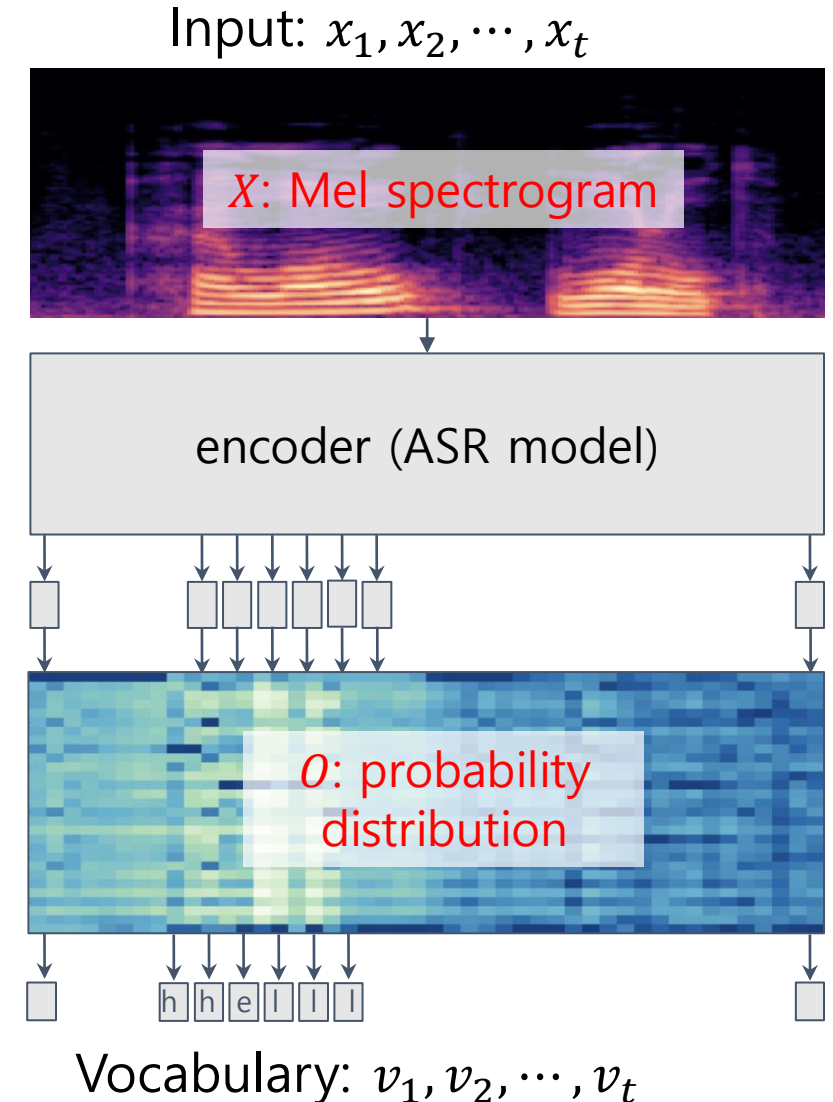 Input: x₁, x₂, ⋯, xₜ
X: Mel spectrogram
encoder (ASR model)
O: probability
distribution
h h e l l l
Vocabulary: v₁, v₂, ⋯, vₜ